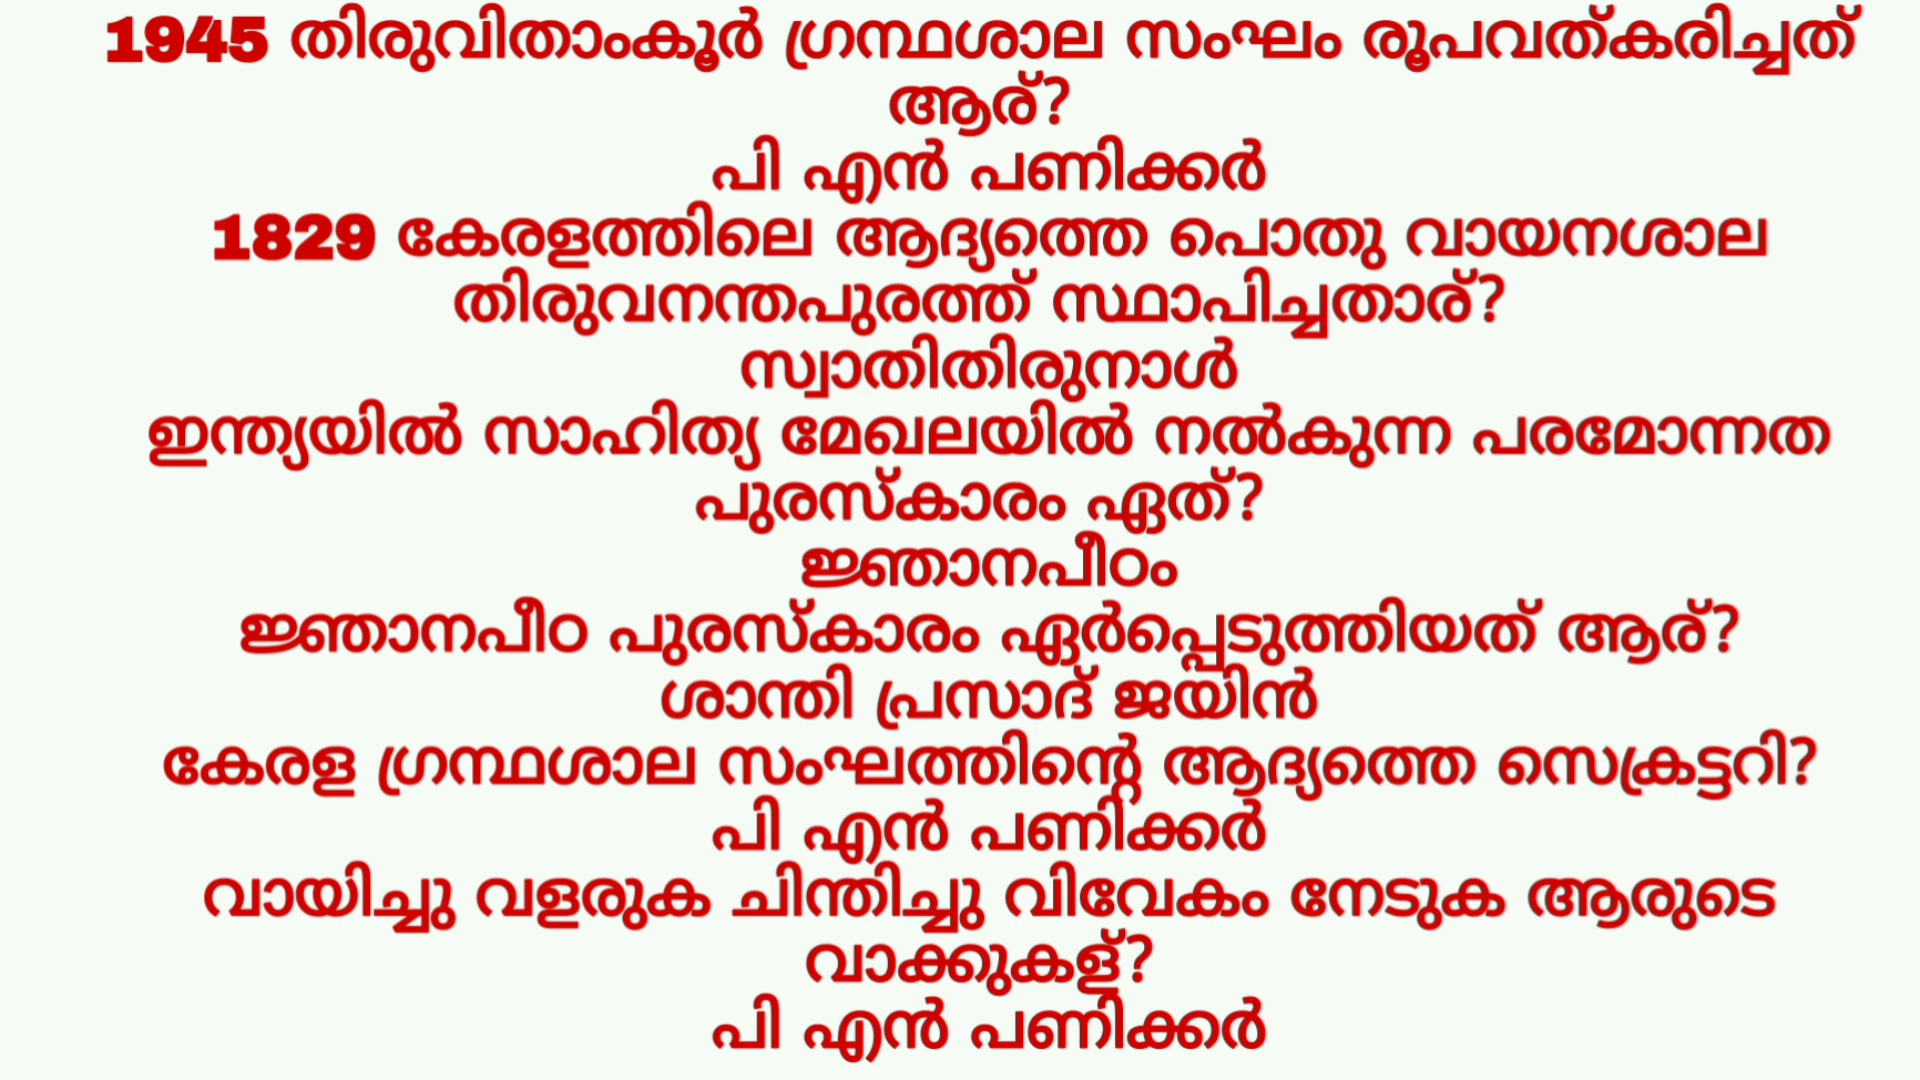 1945 തിരുവിതാംകൂർ ഗ്രന്ഥശാല സംഘം രൂപവത്കരിച്ചത്
ആര്?
പി എൻ പണിക്കർ
1829 കേരളത്തിലെ ആദ്യത്തെ പൊതു വായനശാല
തിരുവനന്തപുരത്ത് സ്ഥാപിച്ചതാര്?
സ്വാതിതിരുനാൾ
ഇന്ത്യയിൽ സാഹിത്യ മേഖലയിൽ നൽകുന്ന പരമോന്നത
പുരസ്കാരം ഏത്?
ജ്ഞാനപീഠം
ജ്ഞാനപീഠ പുരസ്കാരം ഏർപ്പെടുത്തിയത് ആര്?
ശാന്തി പ്രസാദ് ജയിൻ
കേരള ഗ്രന്ഥശാല സംഘത്തിന്റെ ആദ്യത്തെ സെക്രട്ടറി?
പി എൻ പണിക്കർ
വായിച്ചു വളരുക ചിന്തിച്ചു വിവേകം നേടുക ആരുടെ
വാക്കുകള്?
പി എൻ പണിക്കർ